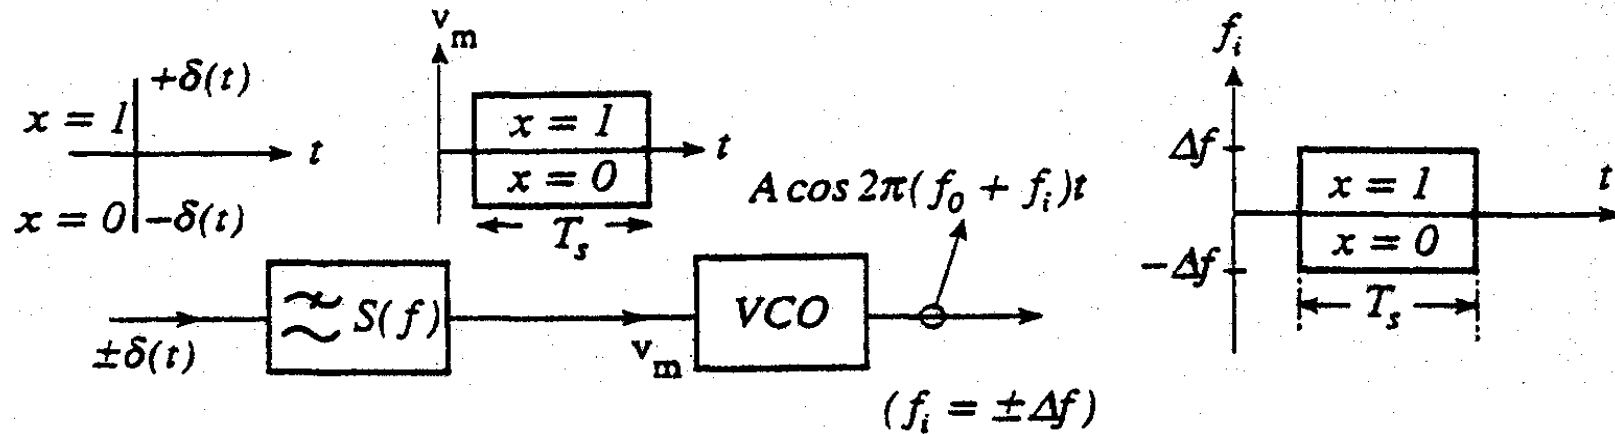 x = 1
+δ(t)
t
x = 0
−δ(t)
v_m
x = 1
t
x = 0
T_s
±δ(t)
S(f)
v_m
VCO
A cos 2π(f_0 + f_i)t
(f_i = ±Δf)
f_i
Δf
x = 1
t
−Δf
x = 0
T_s